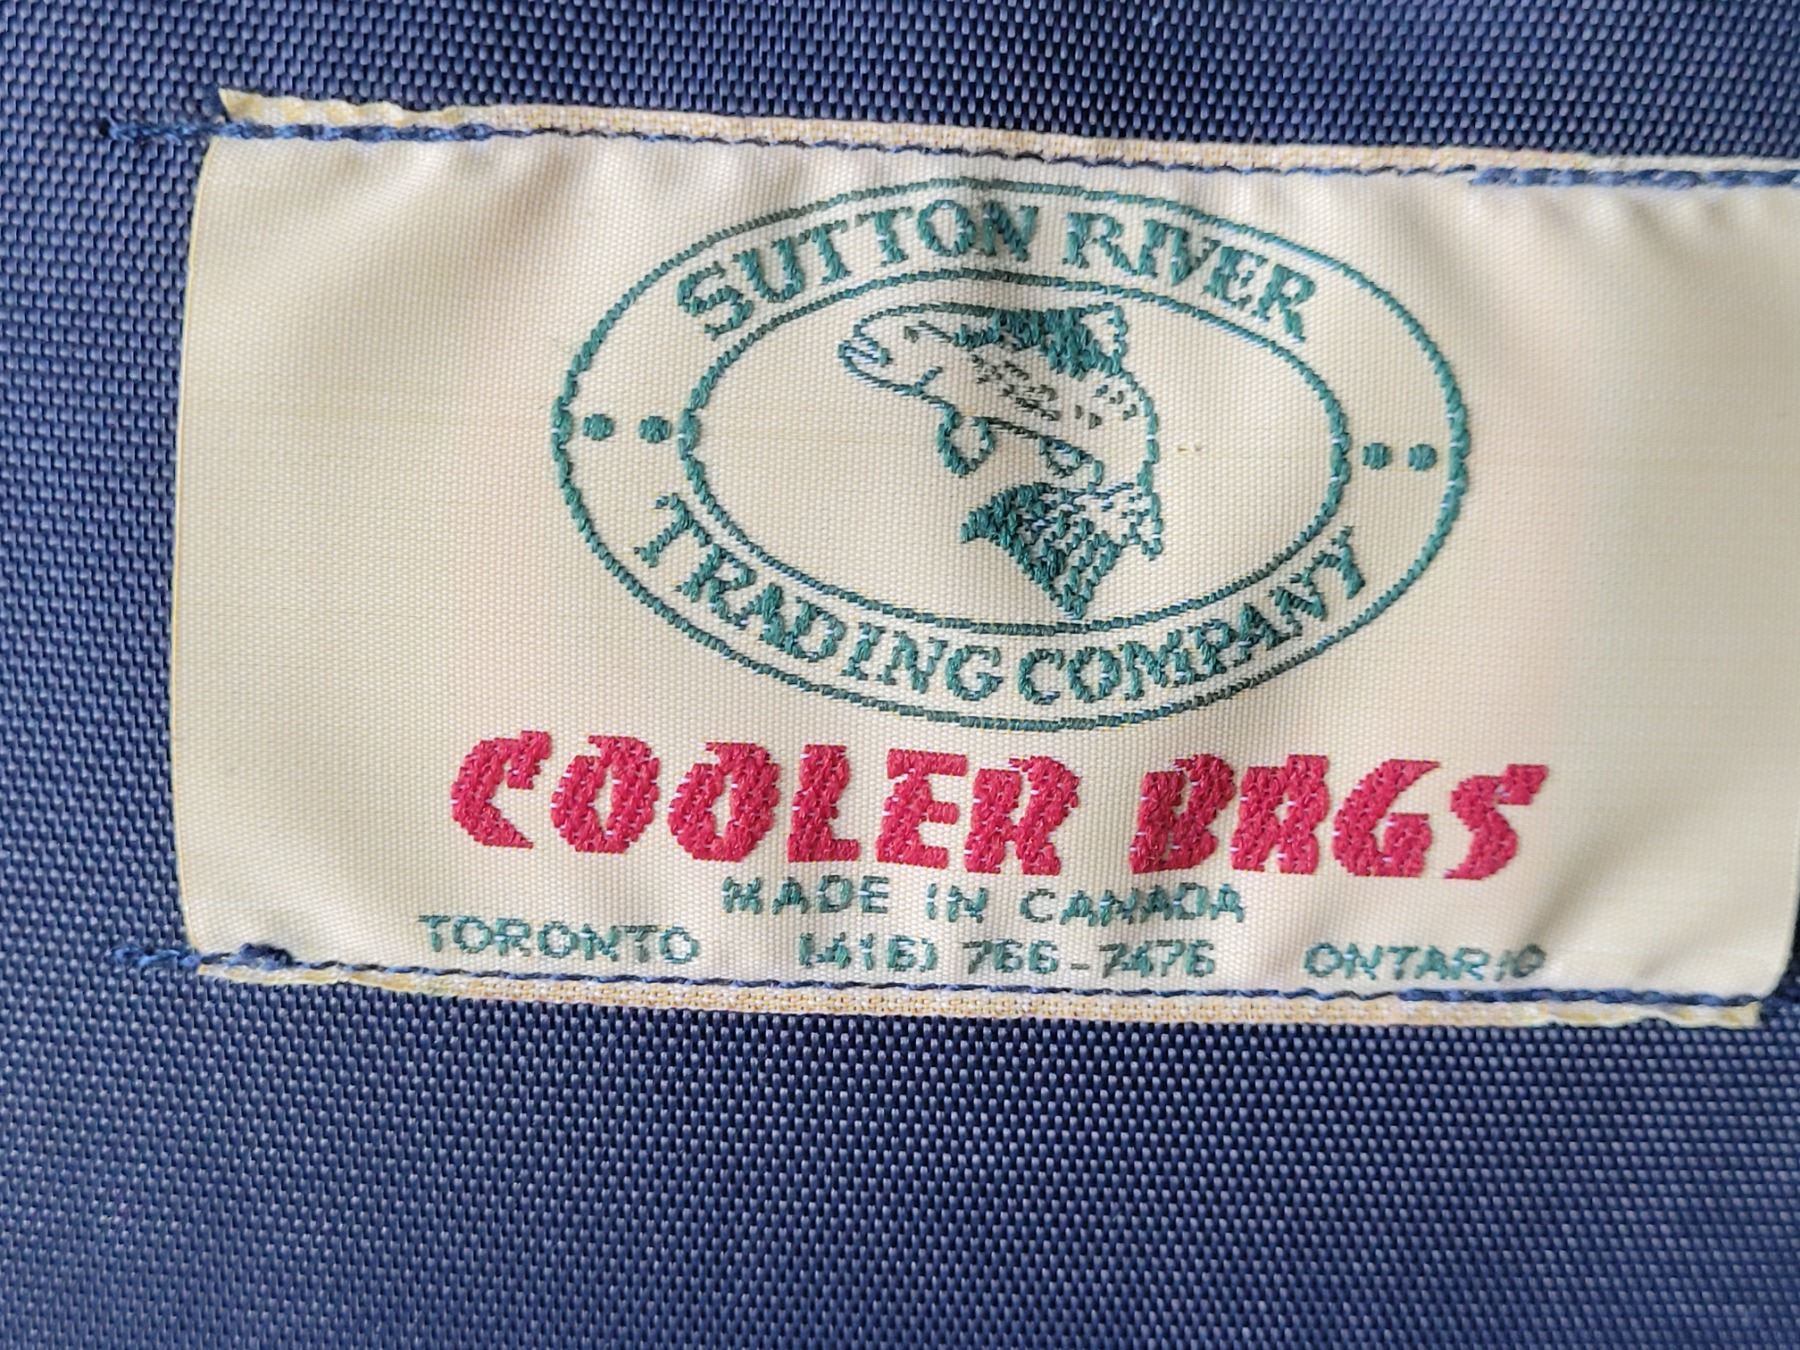 SUTTON RIVER
TRADING COMPANY
COOLER BAGS
MADE IN CANADA
TORONTO (416) 766-7476 ONTARIO